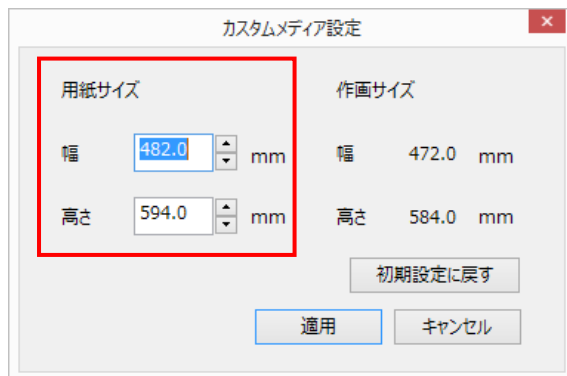 カスタムメディア設定
用紙サイズ 作画サイズ
幅 482.0 mm 幅 472.0 mm
高さ 594.0 mm 高さ 584.0 mm
初期設定に戻す
適用 キャンセル